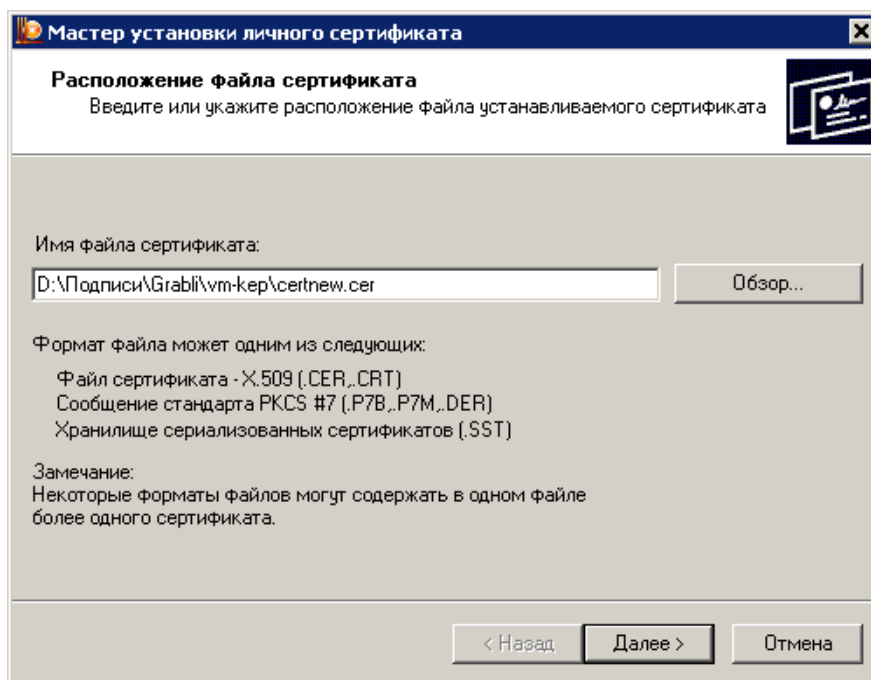 Мастер установки личного сертификата
Расположение файла сертификата
Введите или укажите расположение файла устанавливаемого сертификата
Имя файла сертификата:
D:\Подписи\Grabli\vm-kep\certnew.cer
Обзор...
Формат файла может одним из следующих:
Файл сертификата - X.509 (.CER,.CRT)
Сообщение стандарта PKCS #7 (.P7B,.P7M,.DER)
Хранилище сериализованных сертификатов (.SST)
Замечание:
Некоторые форматы файлов могут содержать в одном файле
более одного сертификата.
< Назад
Далее >
Отмена